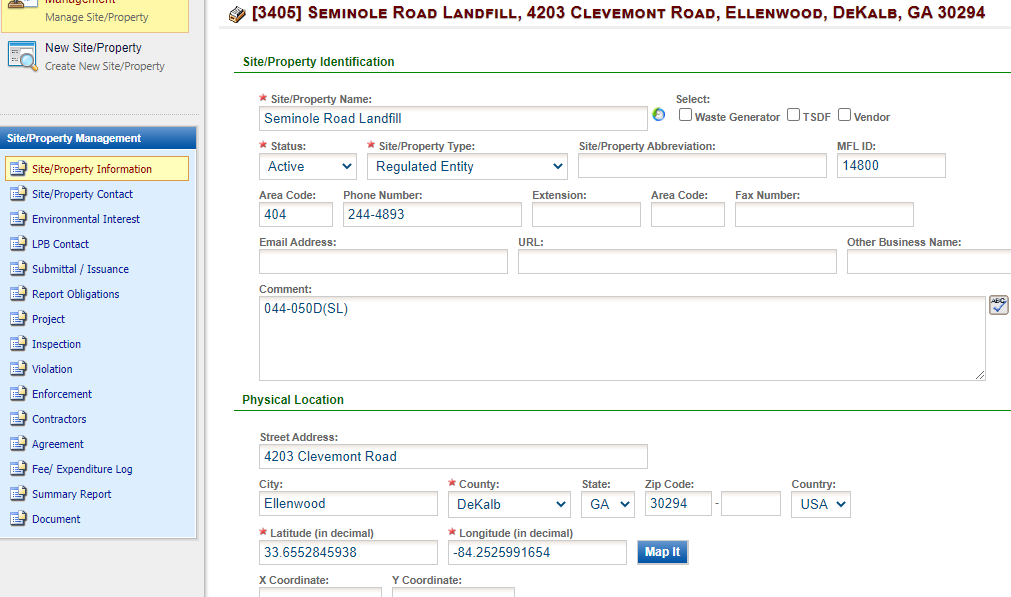 Management
Manage Site/Property
New Site/Property
Create New Site/Property
Site/Property Management
Site/Property Information
Site/Property Contact
Environmental Interest
LPB Contact
Submittal / Issuance
Report Obligations
Project
Inspection
Violation
Enforcement
Contractors
Agreement
Fee/ Expenditure Log
Summary Report
Document
[3405] Seminole Road Landfill, 4203 Clevemont Road, Ellenwood, DeKalb, GA 30294
Site/Property Identification
* Site/Property Name: Select:
Seminole Road Landfill Waste Generator TSDF Vendor
* Status: * Site/Property Type: Site/Property Abbreviation: MFL ID:
Active Regulated Entity 14800
Area Code: Phone Number: Extension: Area Code: Fax Number:
404 244-4893
Email Address: URL: Other Business Name:
Comment:
044-050D(SL)
ABC
Physical Location
Street Address:
4203 Clevemont Road
City: * County: State: Zip Code: Country:
Ellenwood DeKalb GA 30294 - USA
* Latitude (in decimal) * Longitude (in decimal)
33.6552845938 -84.2525991654 Map It
X Coordinate: Y Coordinate: